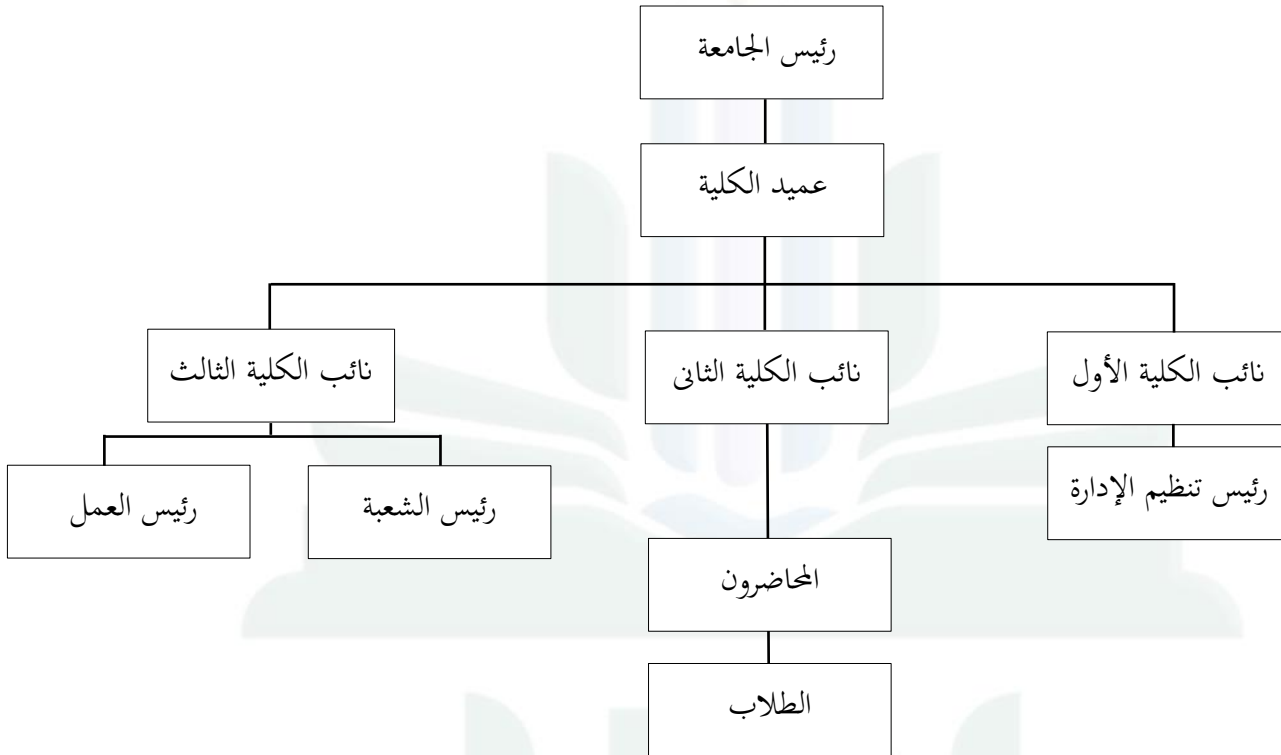 رئيس الجامعة
عميد الكلية
نائب الكلية الأول
نائب الكلية الثانى
نائب الكلية الثالث
رئيس تنظيم الإدارة
رئيس الشعبة
رئيس العمل
المحاضرون
الطلاب